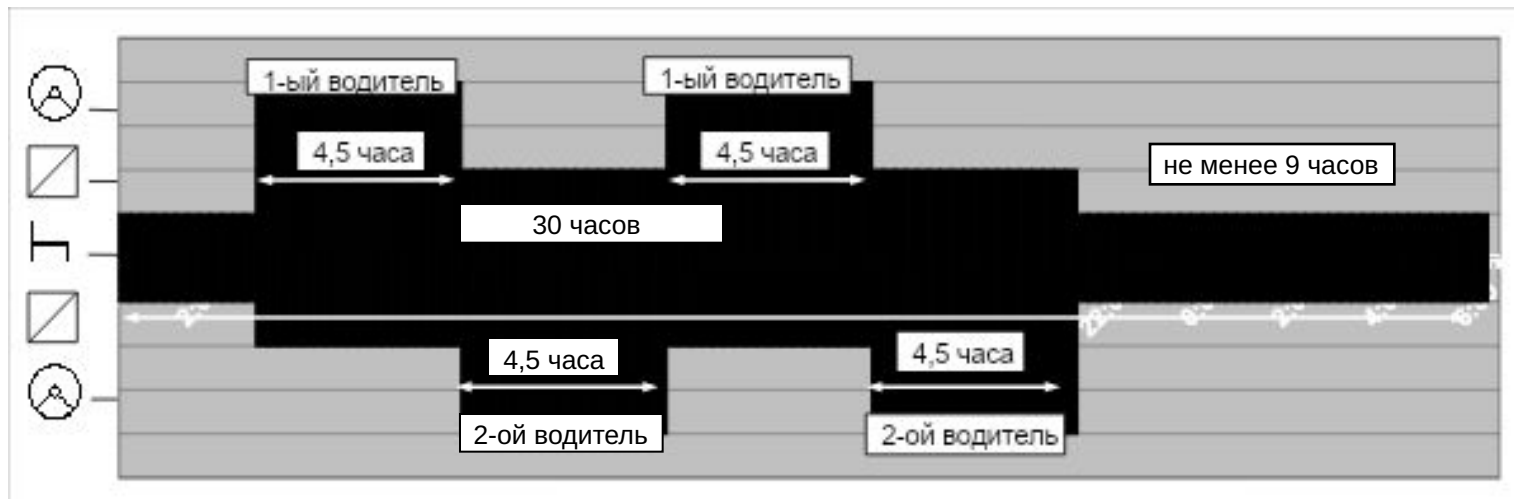 1-ый водитель
1-ый водитель
4,5 часа
4,5 часа
не менее 9 часов
30 часов
4,5 часа
4,5 часа
2-ой водитель
2-ой водитель